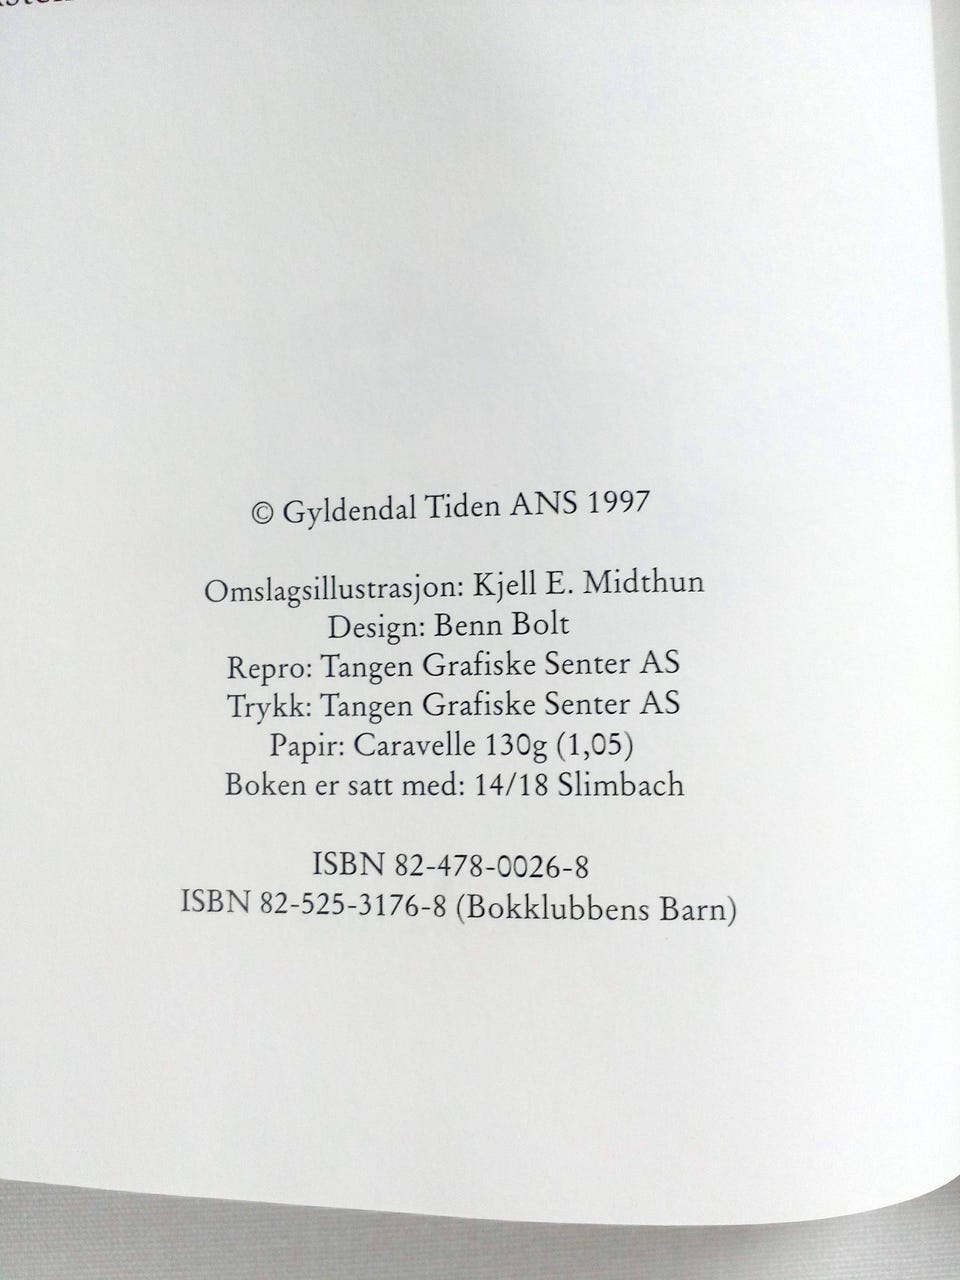 © Gyldendal Tiden ANS 1997
Omslagsillustrasjon: Kjell E. Midthun
Design: Benn Bolt
Repro: Tangen Grafiske Senter AS
Trykk: Tangen Grafiske Senter AS
Papir: Caravelle 130g (1,05)
Boken er satt med: 14/18 Slimbach
ISBN 82-478-0026-8
ISBN 82-525-3176-8 (Bokklubbens Barn)